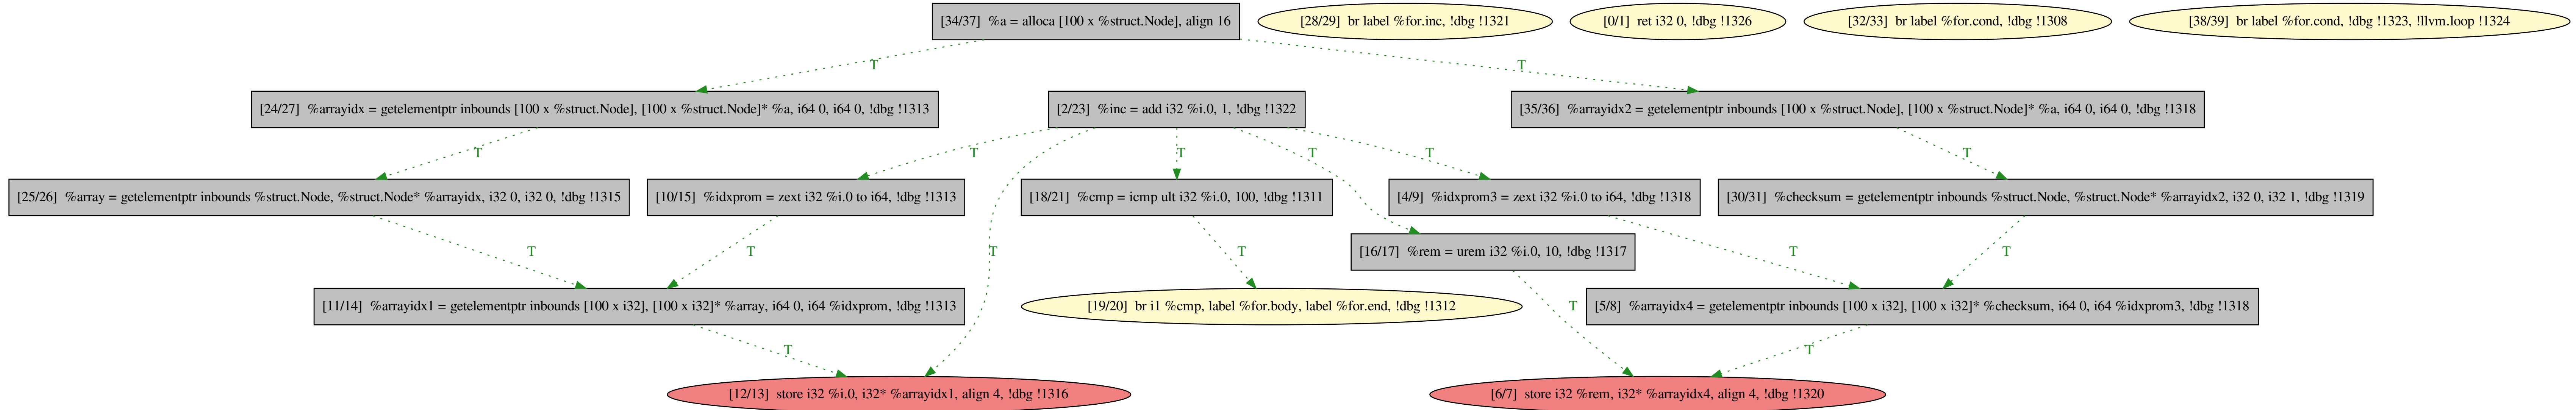 [34/37] %a = alloca [100 x %struct.Node], align 16
[28/29] br label %for.inc, !dbg !1321
[0/1] ret i32 0, !dbg !1326
[32/33] br label %for.cond, !dbg !1308
[38/39] br label %for.cond, !dbg !1323, !llvm.loop !1324
T
T
[24/27] %arrayidx = getelementptr inbounds [100 x %struct.Node], [100 x %struct.Node]* %a, i64 0, i64 0, !dbg !1313
[2/23] %inc = add i32 %i.0, 1, !dbg !1322
[35/36] %arrayidx2 = getelementptr inbounds [100 x %struct.Node], [100 x %struct.Node]* %a, i64 0, i64 0, !dbg !1318
T
T
T
T
T
T
[25/26] %array = getelementptr inbounds %struct.Node, %struct.Node* %arrayidx, i32 0, i32 0, !dbg !1315
[10/15] %idxprom = zext i32 %i.0 to i64, !dbg !1313
[18/21] %cmp = icmp ult i32 %i.0, 100, !dbg !1311
[4/9] %idxprom3 = zext i32 %i.0 to i64, !dbg !1318
[30/31] %checksum = getelementptr inbounds %struct.Node, %struct.Node* %arrayidx2, i32 0, i32 1, !dbg !1319
T
T
T
T
[16/17] %rem = urem i32 %i.0, 10, !dbg !1317
T
T
[11/14] %arrayidx1 = getelementptr inbounds [100 x i32], [100 x i32]* %array, i64 0, i64 %idxprom, !dbg !1313
[19/20] br i1 %cmp, label %for.body, label %for.end, !dbg !1312
T
[5/8] %arrayidx4 = getelementptr inbounds [100 x i32], [100 x i32]* %checksum, i64 0, i64 %idxprom3, !dbg !1318
T
T
[12/13] store i32 %i.0, i32* %arrayidx1, align 4, !dbg !1316
[6/7] store i32 %rem, i32* %arrayidx4, align 4, !dbg !1320